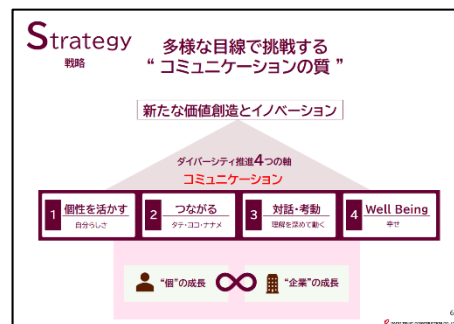 Strategy
戦略
多様な目線で挑戦する
“ コミュニケーションの質 ”
新たな価値創造とイノベーション
ダイバーシティ推進4つの軸
コミュニケーション
1 個性を活かす
自分らしさ
2 つながる
タテ・ヨコ・ナナメ
3 対話・考動
理解を深めて動く
4 Well Being
幸せ
“個”の成長
“企業”の成長
6